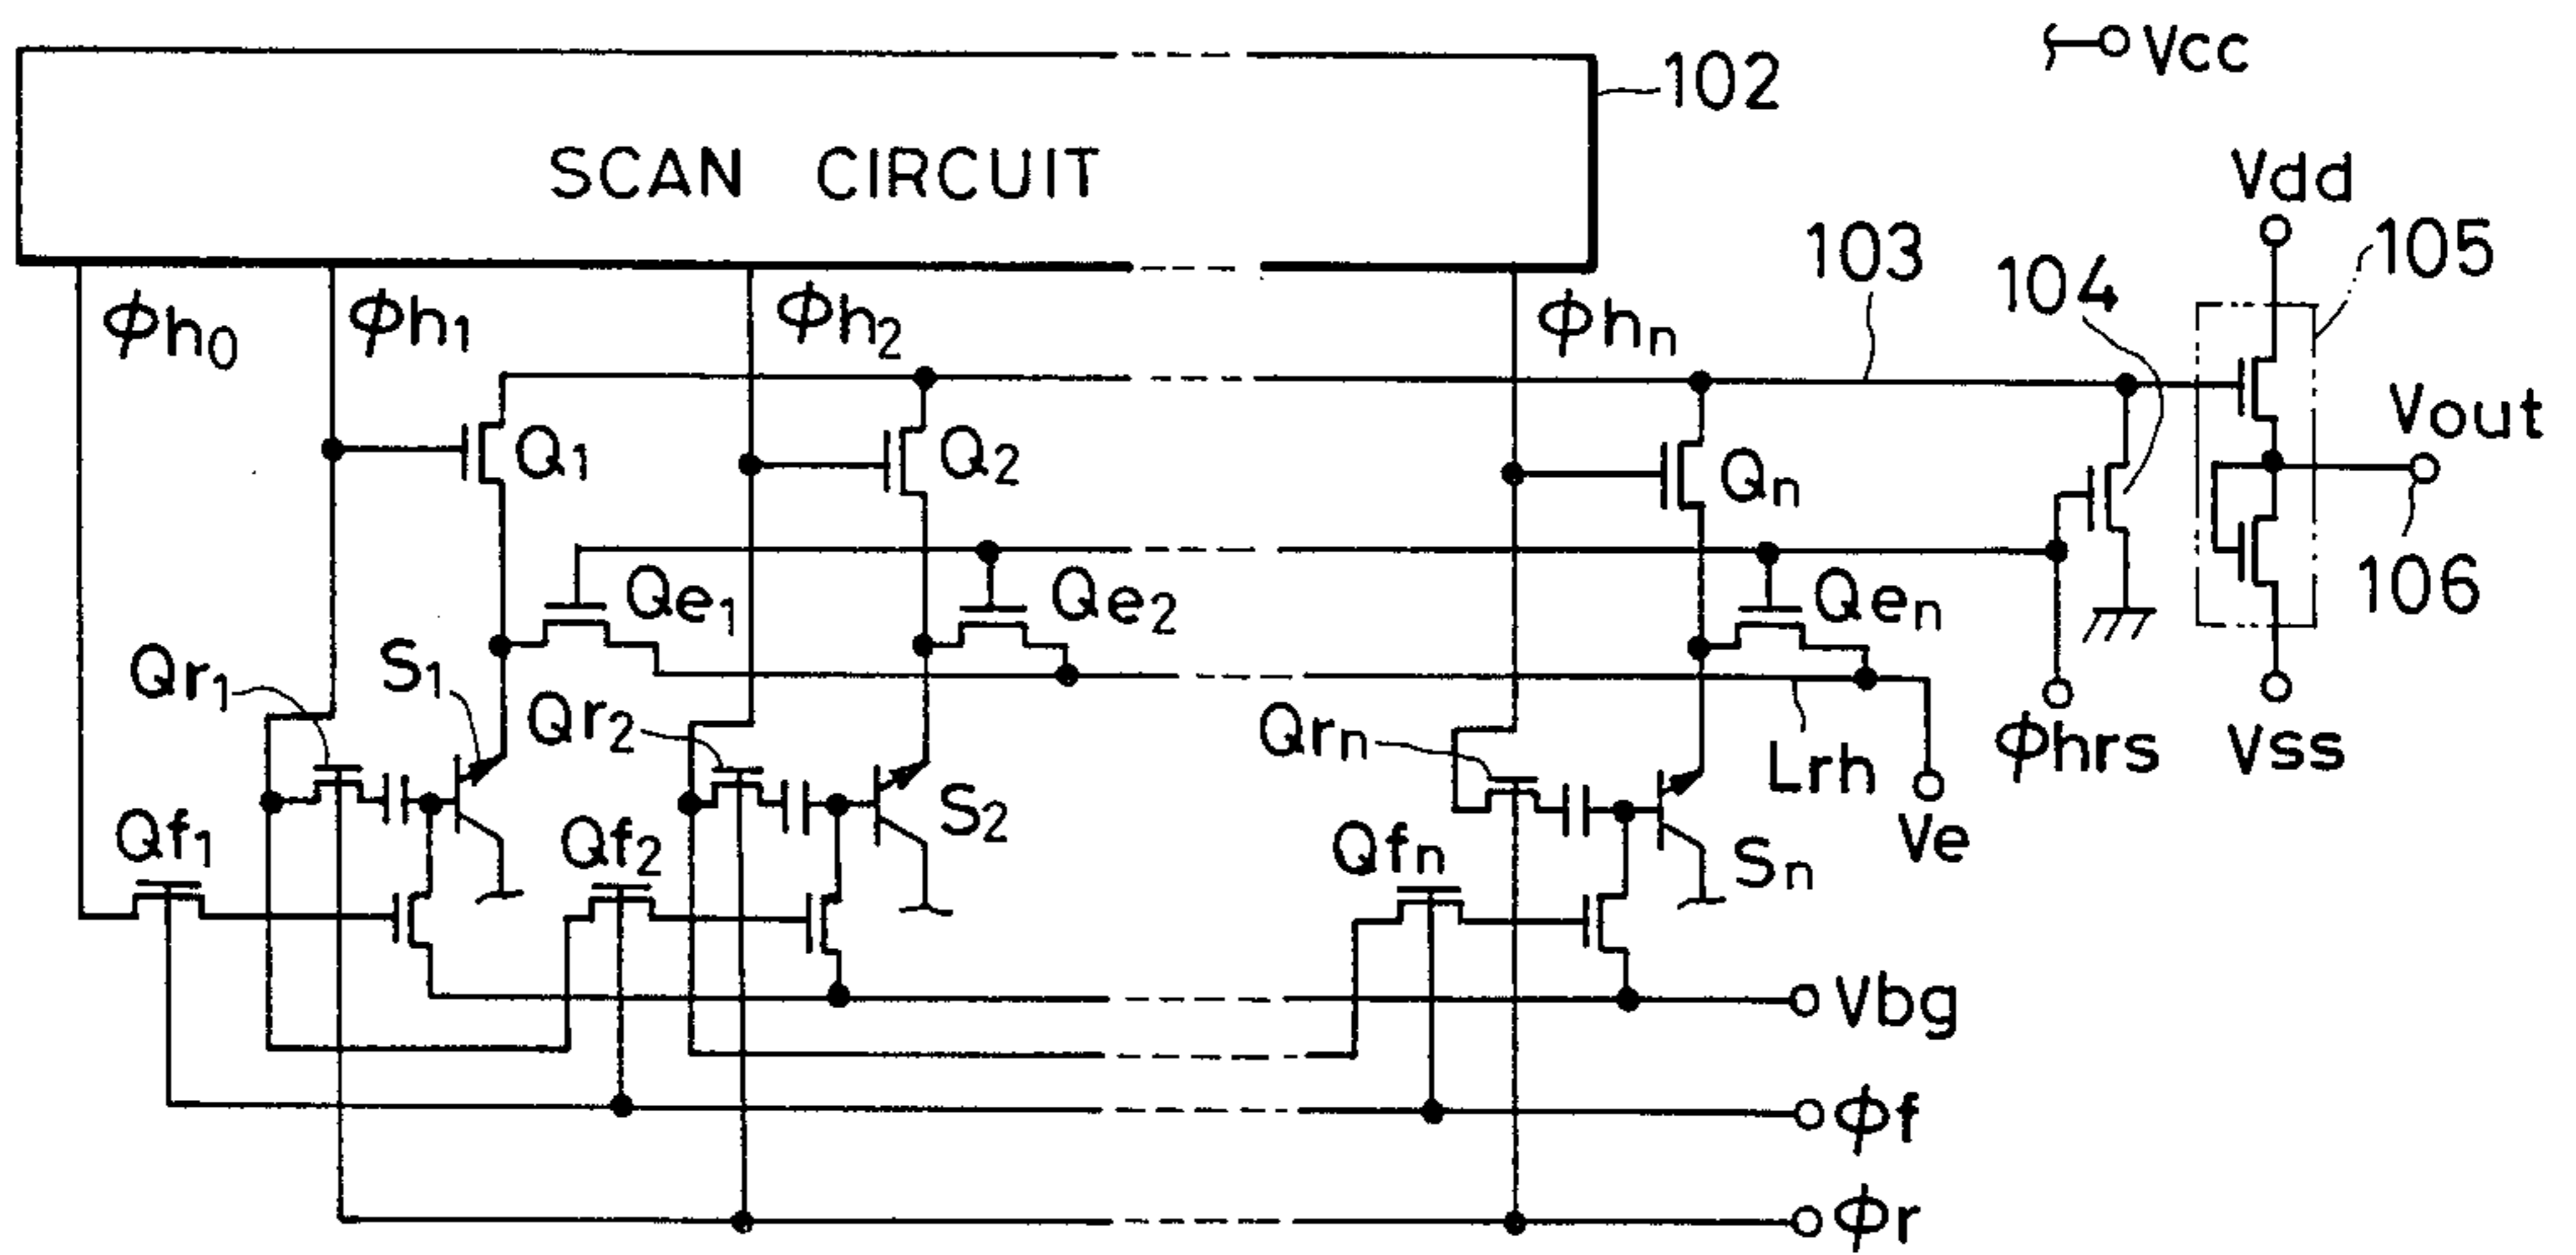 Vcc
102
SCAN CIRCUIT
Vdd
105
103
104
ϕh0
ϕh1
ϕh2
ϕhn
Vout
Q1
Q2
Qn
106
Qe1
Qe2
Qen
Qr1
S1
Qr2
Qrn
Lrh
ϕhrs
Vss
Qf1
Qf2
S2
Qfn
Sn
Ve
Vbg
ϕf
ϕr